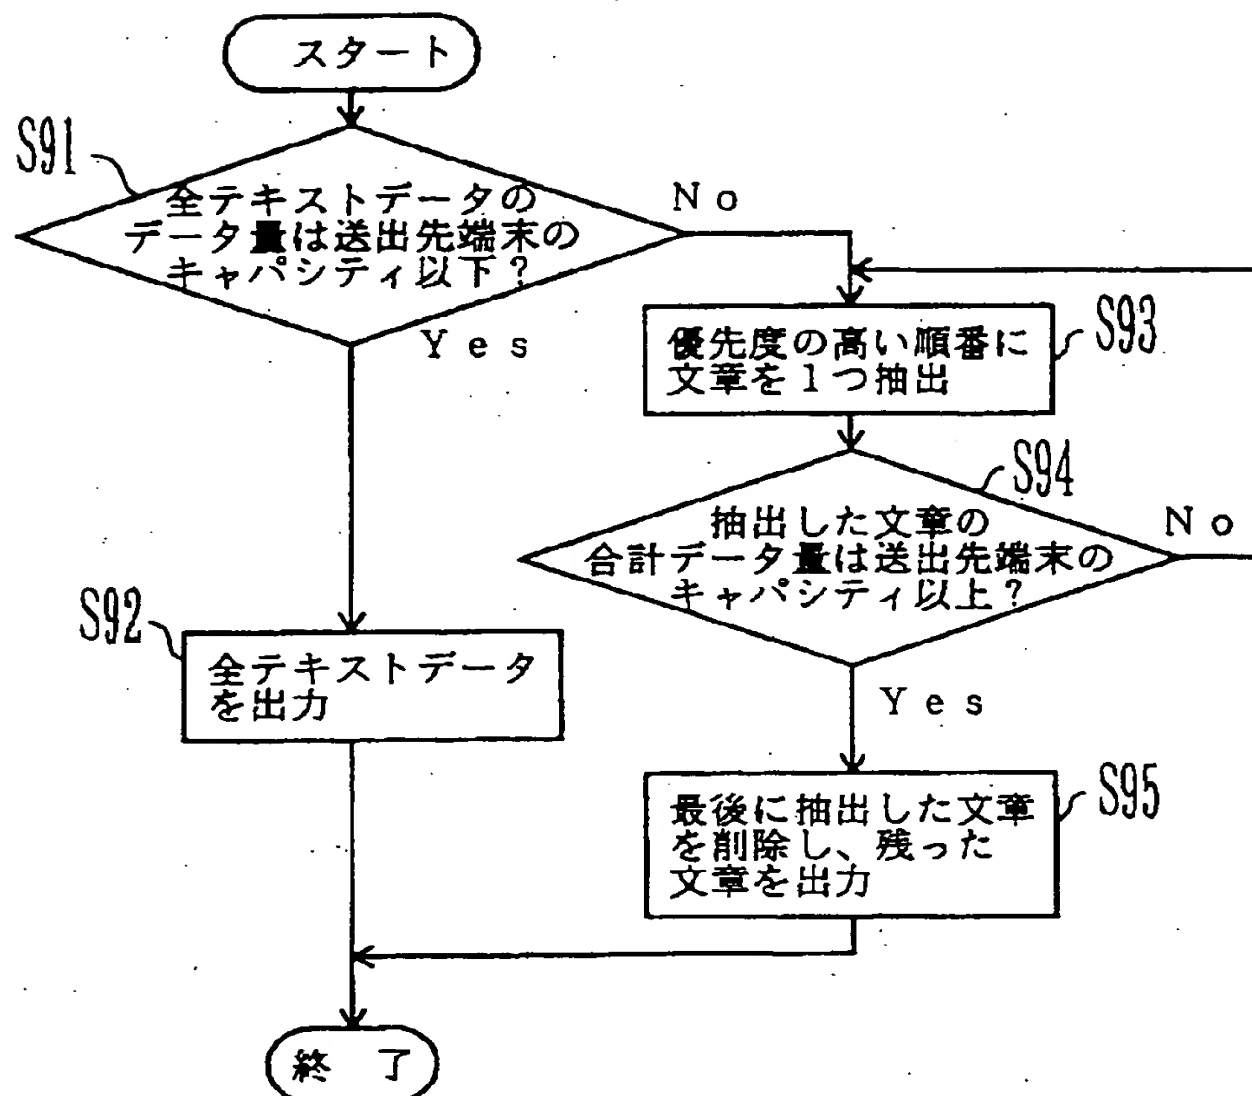 スタート
S91
全テキストデータの
データ量は送出先端末の
キャパシティ以下？
No
Yes
S93
優先度の高い順番に
文章を１つ抽出
S94
抽出した文章の
合計データ量は送出先端末の
キャパシティ以上？
No
Yes
S92
全テキストデータ
を出力
S95
最後に抽出した文章
を削除し、残った
文章を出力
終　了